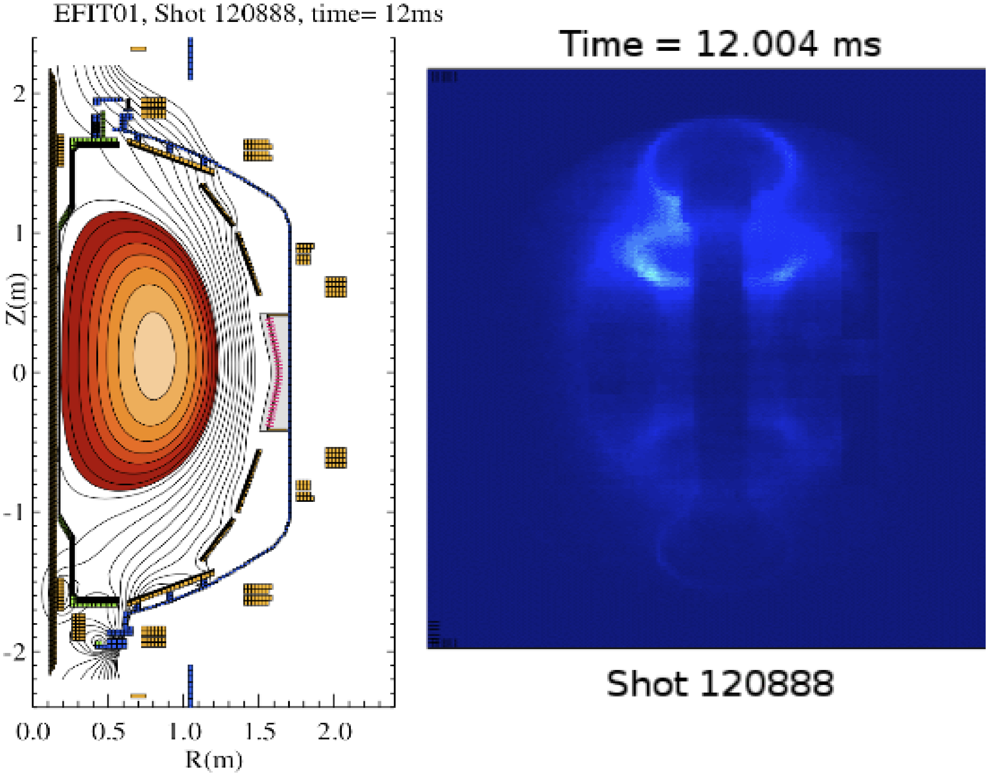 EFIT01, Shot 120888, time= 12ms
Time = 12.004 ms
2
1
0
-1
-2
Z(m)
0.0 0.5 1.0 1.5 2.0
R(m)
Shot 120888